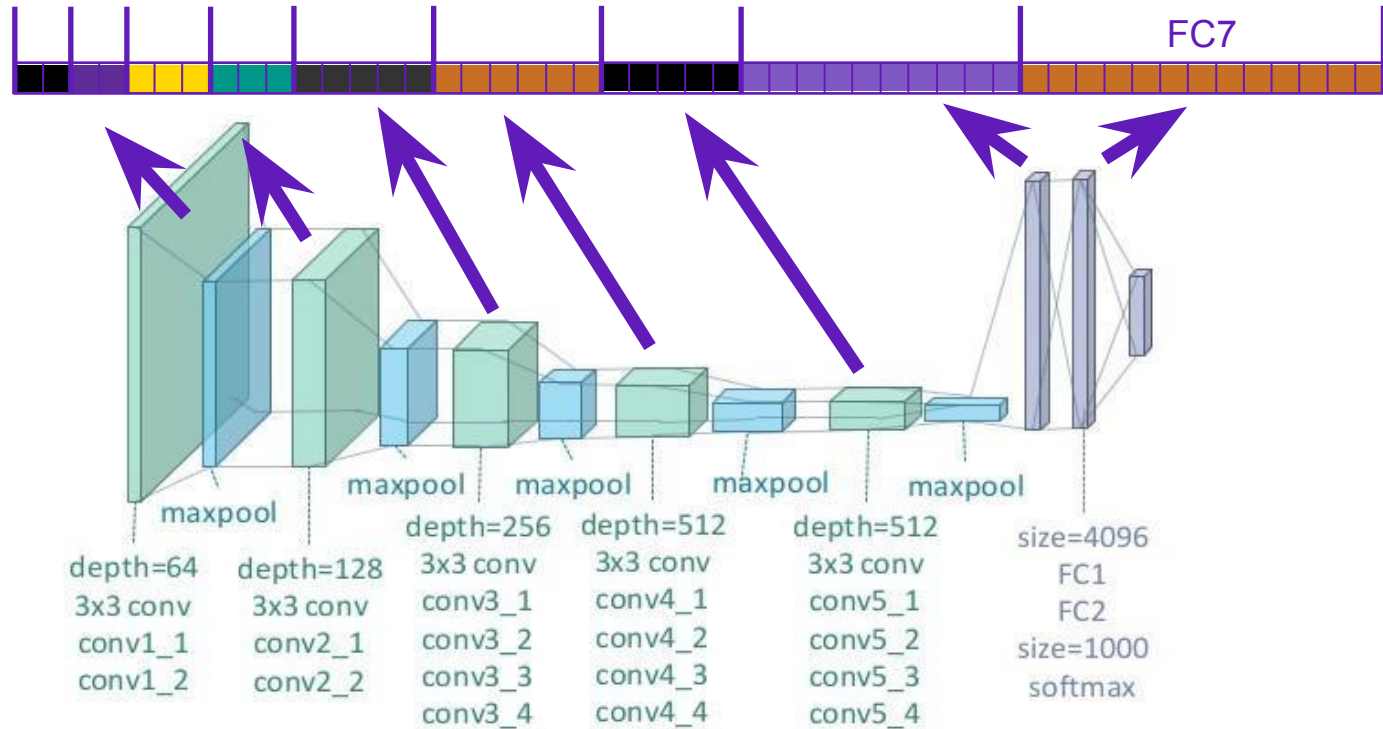 FC7
maxpool
maxpool
maxpool
maxpool
maxpool
depth=64
3x3 conv
conv1_1
conv1_2
depth=128
3x3 conv
conv2_1
conv2_2
depth=256
3x3 conv
conv3_1
conv3_2
conv3_3
conv3_4
depth=512
3x3 conv
conv4_1
conv4_2
conv4_3
conv4_4
depth=512
3x3 conv
conv5_1
conv5_2
conv5_3
conv5_4
size=4096
FC1
FC2
size=1000
softmax